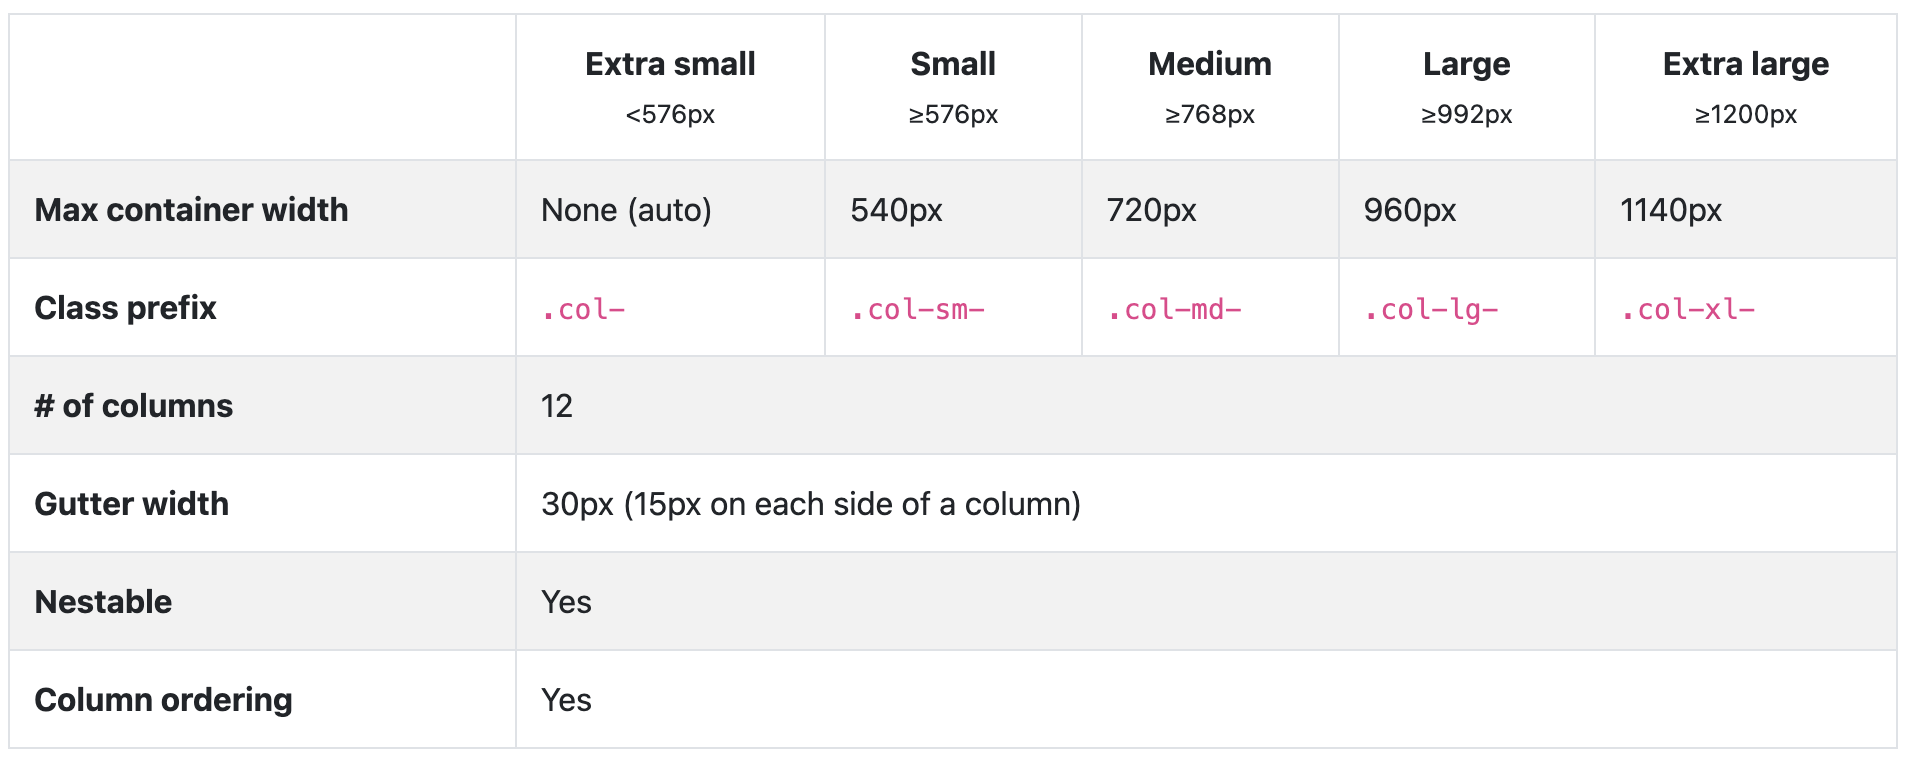 Extra small Small Medium Large Extra large
<576px ≥576px ≥768px ≥992px ≥1200px
Max container width None (auto) 540px 720px 960px 1140px
Class prefix .col- .col-sm- .col-md- .col-lg- .col-xl-
# of columns 12
Gutter width 30px (15px on each side of a column)
Nestable Yes
Column ordering Yes